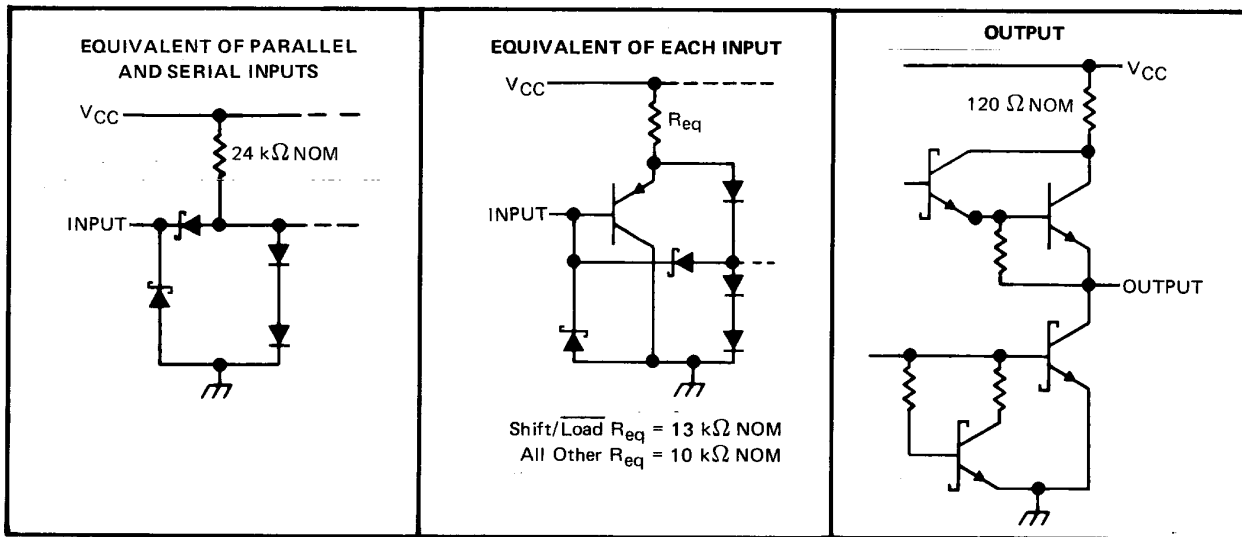 EQUIVALENT OF PARALLEL
AND SERIAL INPUTS
VCC
24 kΩ NOM
INPUT
EQUIVALENT OF EACH INPUT
VCC
Req
INPUT
Shift/Load Req = 13 kΩ NOM
All Other Req = 10 kΩ NOM
OUTPUT
VCC
120 Ω NOM
OUTPUT